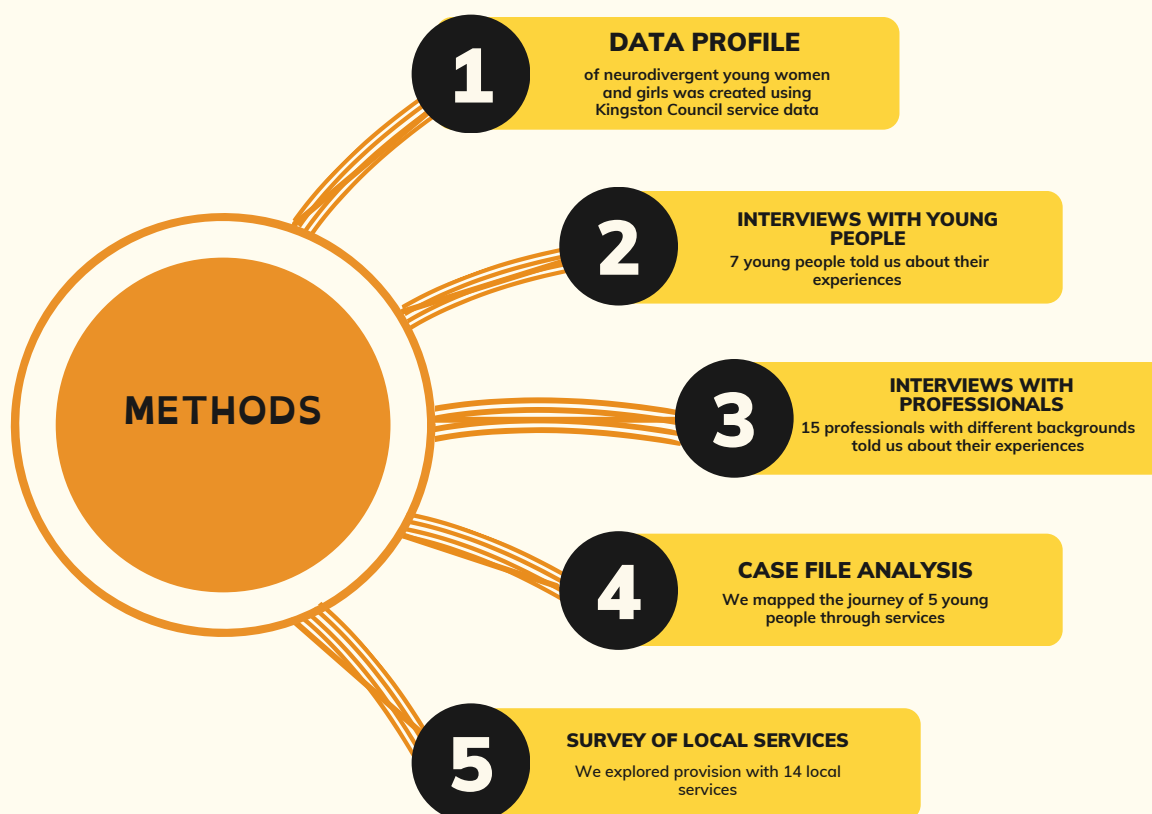 1
DATA PROFILE
of neurodivergent young women
and girls was created using
Kingston Council service data
2
INTERVIEWS WITH YOUNG
PEOPLE
7 young people told us about their
experiences
METHODS
3
INTERVIEWS WITH
PROFESSIONALS
15 professionals with different backgrounds
told us about their experiences
4
CASE FILE ANALYSIS
We mapped the journey of 5 young
people through services
5
SURVEY OF LOCAL SERVICES
We explored provision with 14 local
services